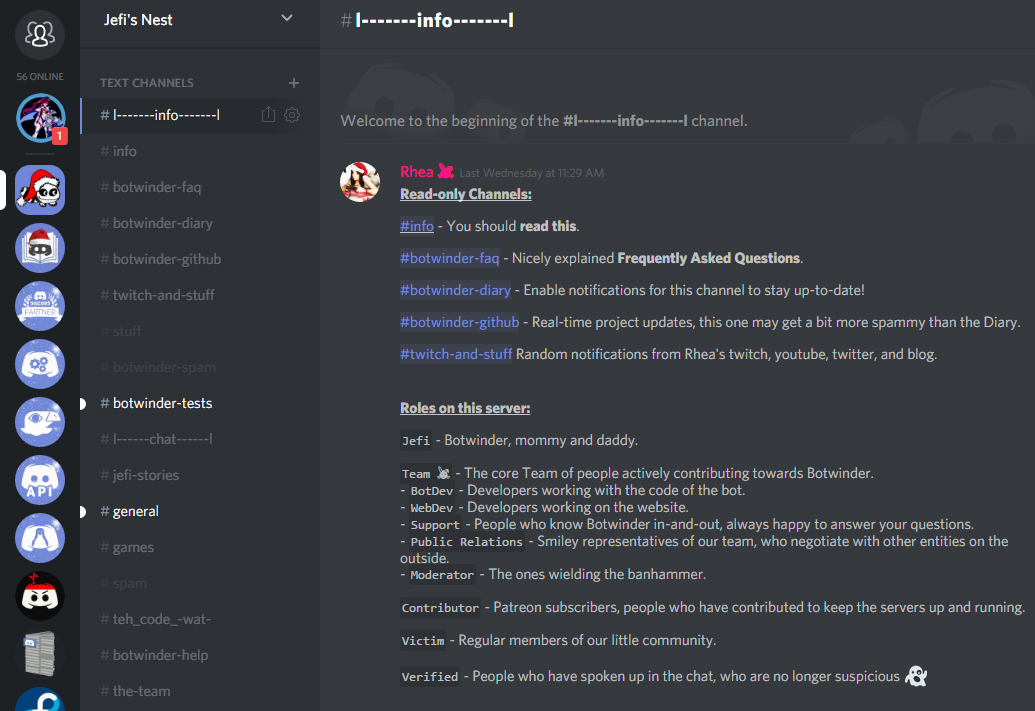 Jefi's Nest
# l-------info-------l
56 ONLINE
TEXT CHANNELS +
# l-------info-------l
1
# info
# botwinder-faq
# botwinder-diary
# botwinder-github
# twitch-and-stuff
# stuff
# botwinder-spam
# botwinder-tests
# l------chat------l
# jefi-stories
# general
# games
# spam
# teh_code_-wat-
# botwinder-help
# the-team
DISCORD
PARTNER
API
Welcome to the beginning of the #l-------info-------l channel.
Rhea Last Wednesday at 11:29 AM
Read-only Channels:
#info - You should read this.
#botwinder-faq - Nicely explained Frequently Asked Questions.
#botwinder-diary - Enable notifications for this channel to stay up-to-date!
#botwinder-github - Real-time project updates, this one may get a bit more spammy than the Diary.
#twitch-and-stuff Random notifications from Rhea's twitch, youtube, twitter, and blog.
Roles on this server:
Jefi - Botwinder, mommy and daddy.
Team - The core Team of people actively contributing towards Botwinder.
- BotDev - Developers working with the code of the bot.
- WebDev - Developers working on the website.
- Support - People who know Botwinder in-and-out, always happy to answer your questions.
- Public Relations - Smiley representatives of our team, who negotiate with other entities on the
outside.
- Moderator - The ones wielding the banhammer.
Contributor - Patreon subscribers, people who have contributed to keep the servers up and running.
Victim - Regular members of our little community.
Verified - People who have spoken up in the chat, who are no longer suspicious